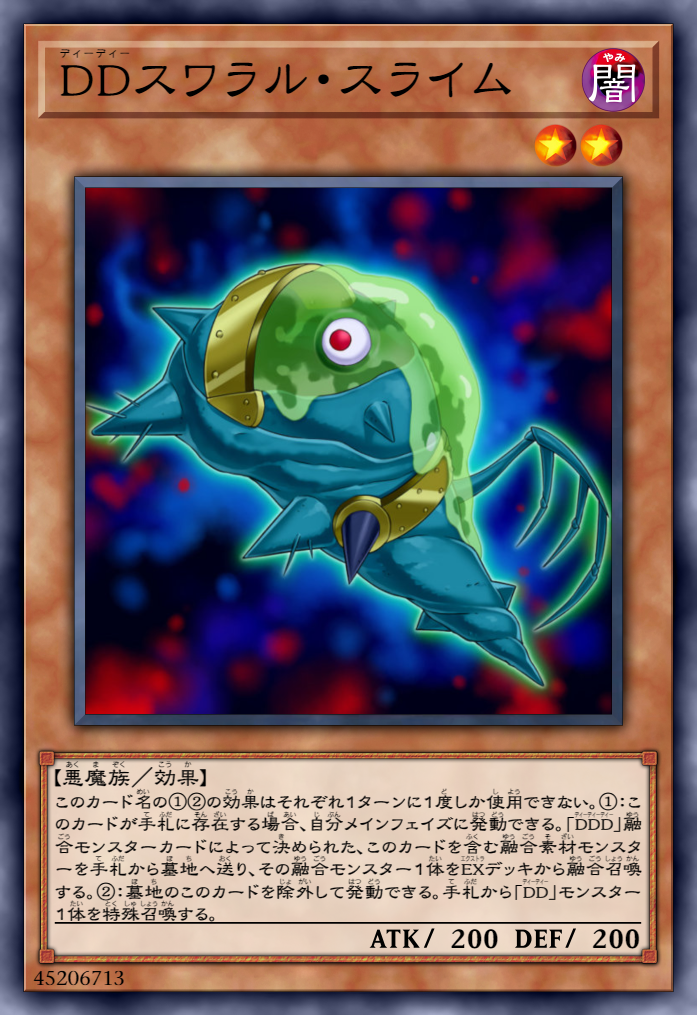 ディーディー
DDスワラル・スライム
やみ
闇
【悪魔族／効果】
このカード名の①②の効果はそれぞれ1ターンに1度しか使用できない。①：こ
のカードが手札に存在する場合、自分メインフェイズに発動できる。「DDD」融
合モンスターカードによって決められた、このカードを含む融合素材モンスタ
ーを手札から墓地へ送り、その融合モンスター1体をEXデッキから融合召喚
する。②：墓地のこのカードを除外して発動できる。手札から「DD」モンスター
1体を特殊召喚する。
ATK/ 200 DEF/ 200
45206713